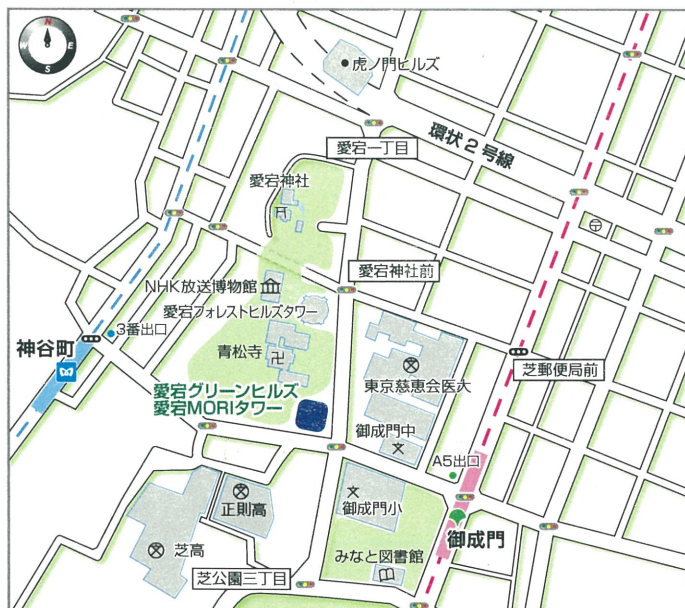 N
W
E
S
虎ノ門ヒルズ
環状2号線
愛宕一丁目
愛宕神社
愛宕神社前
NHK放送博物館
愛宕フォレストヒルズタワー
3番出口
神谷町
青松寺
東京慈恵会医大
芝郵便局前
愛宕グリーンヒルズ
愛宕MORIタワー
御成門中
A5出口
正則高
御成門小
御成門
芝高
みなと図書館
芝公園三丁目